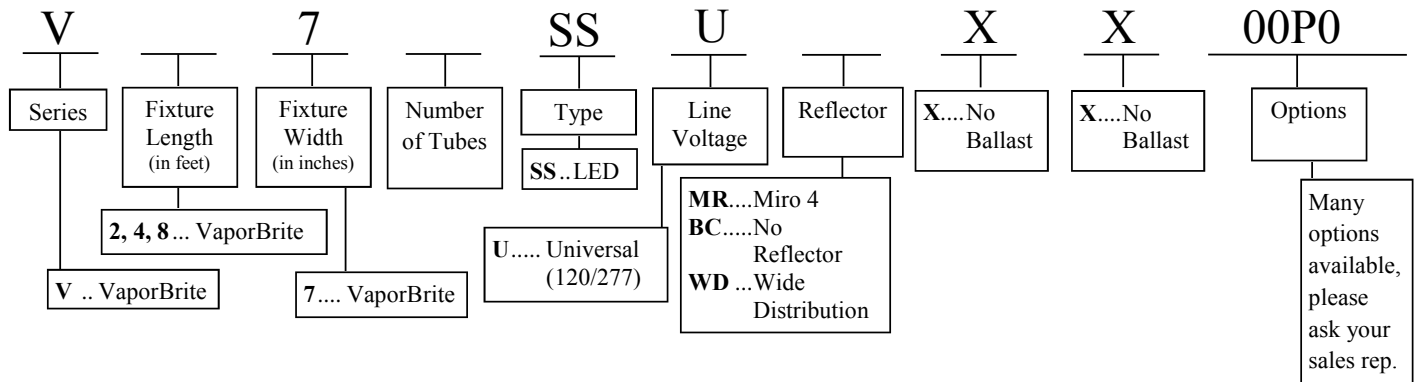 V 7 SS U X X 00P0
Series
Fixture
Length
(in feet)
Fixture
Width
(in inches)
Number
of Tubes
Type
Line
Voltage
Reflector
X....No
Ballast
X....No
Ballast
Options
SS..LED
2, 4, 8... VaporBrite
V .. VaporBrite
7.... VaporBrite
U..... Universal
(120/277)
MR....Miro 4
BC.....No
Reflector
WD ...Wide
Distribution
Many
options
available,
please
ask your
sales rep.